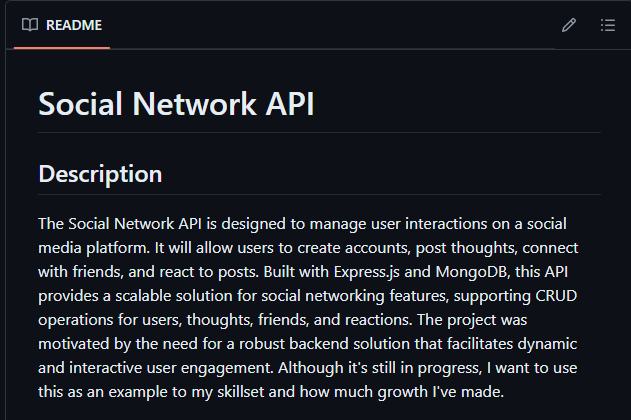 README
Social Network API
Description
The Social Network API is designed to manage user interactions on a social
media platform. It will allow users to create accounts, post thoughts, connect
with friends, and react to posts. Built with Express.js and MongoDB, this API
provides a scalable solution for social networking features, supporting CRUD
operations for users, thoughts, friends, and reactions. The project was
motivated by the need for a robust backend solution that facilitates dynamic
and interactive user engagement. Although it's still in progress, I want to use
this as an example to my skillset and how much growth I've made.